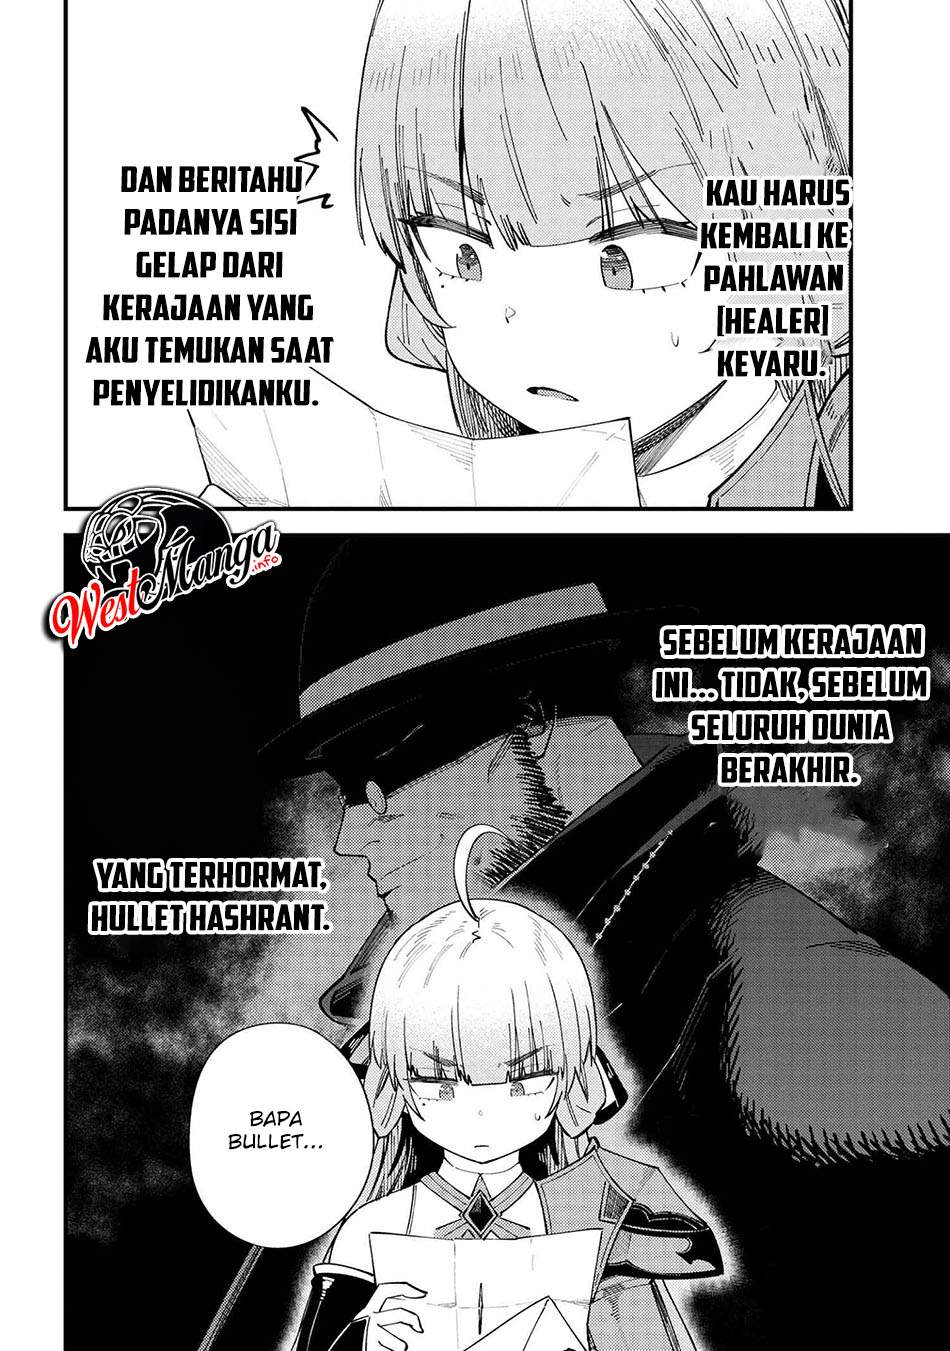 KAU HARUS
KEMBALI KE
PAHLAWAN
[HEALER]
KEYARU.
DAN BERITAHU
PADANYA SISI
GELAP DARI
KERAJAAN YANG
AKU TEMUKAN SAAT
PENYELIDIKANKU.
WestManga
.info
SEBELUM KERAJAAN
INI... TIDAK, SEBELUM
SELURUH DUNIA
BERAKHIR.
YANG TERHORMAT,
HULLET HASHRANT.
BAPA
BULLET...